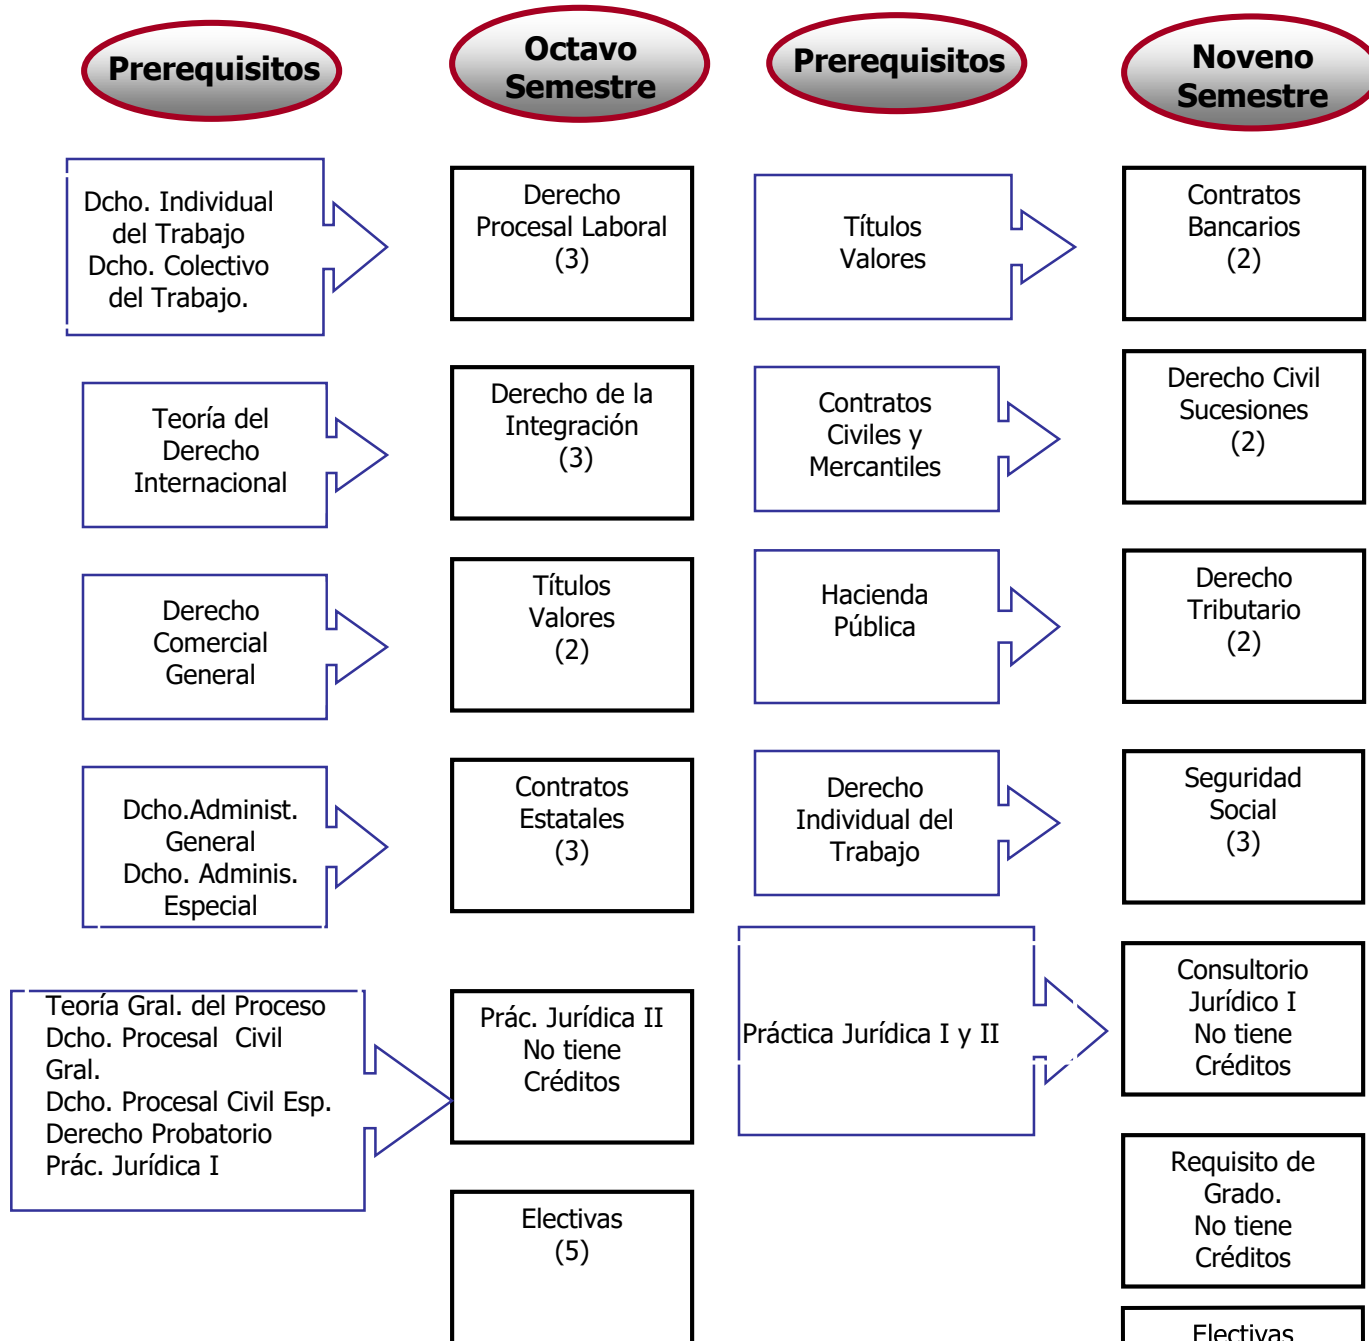 Prerequisitos
Octavo
Semestre
Prerequisitos
Noveno
Semestre
Dcho. Individual
del Trabajo
Dcho. Colectivo
del Trabajo.
Derecho
Procesal Laboral
(3)
Títulos
Valores
Contratos
Bancarios
(2)
Teoría del
Derecho
Internacional
Derecho de la
Integración
(3)
Contratos
Civiles y
Mercantiles
Derecho Civil
Sucesiones
(2)
Derecho
Comercial
General
Títulos
Valores
(2)
Hacienda
Pública
Derecho
Tributario
(2)
Dcho.Administ.
General
Dcho. Adminis.
Especial
Contratos
Estatales
(3)
Derecho
Individual del
Trabajo
Seguridad
Social
(3)
Teoría Gral. del Proceso
Dcho. Procesal  Civil
Gral.
Dcho. Procesal Civil Esp.
Derecho Probatorio
Prác. Jurídica I
Prác. Jurídica II
No tiene
Créditos
Práctica Jurídica I y II
Consultorio
Jurídico I
No tiene
Créditos
Electivas
(5)
Requisito de
Grado.
No tiene
Créditos
Electivas